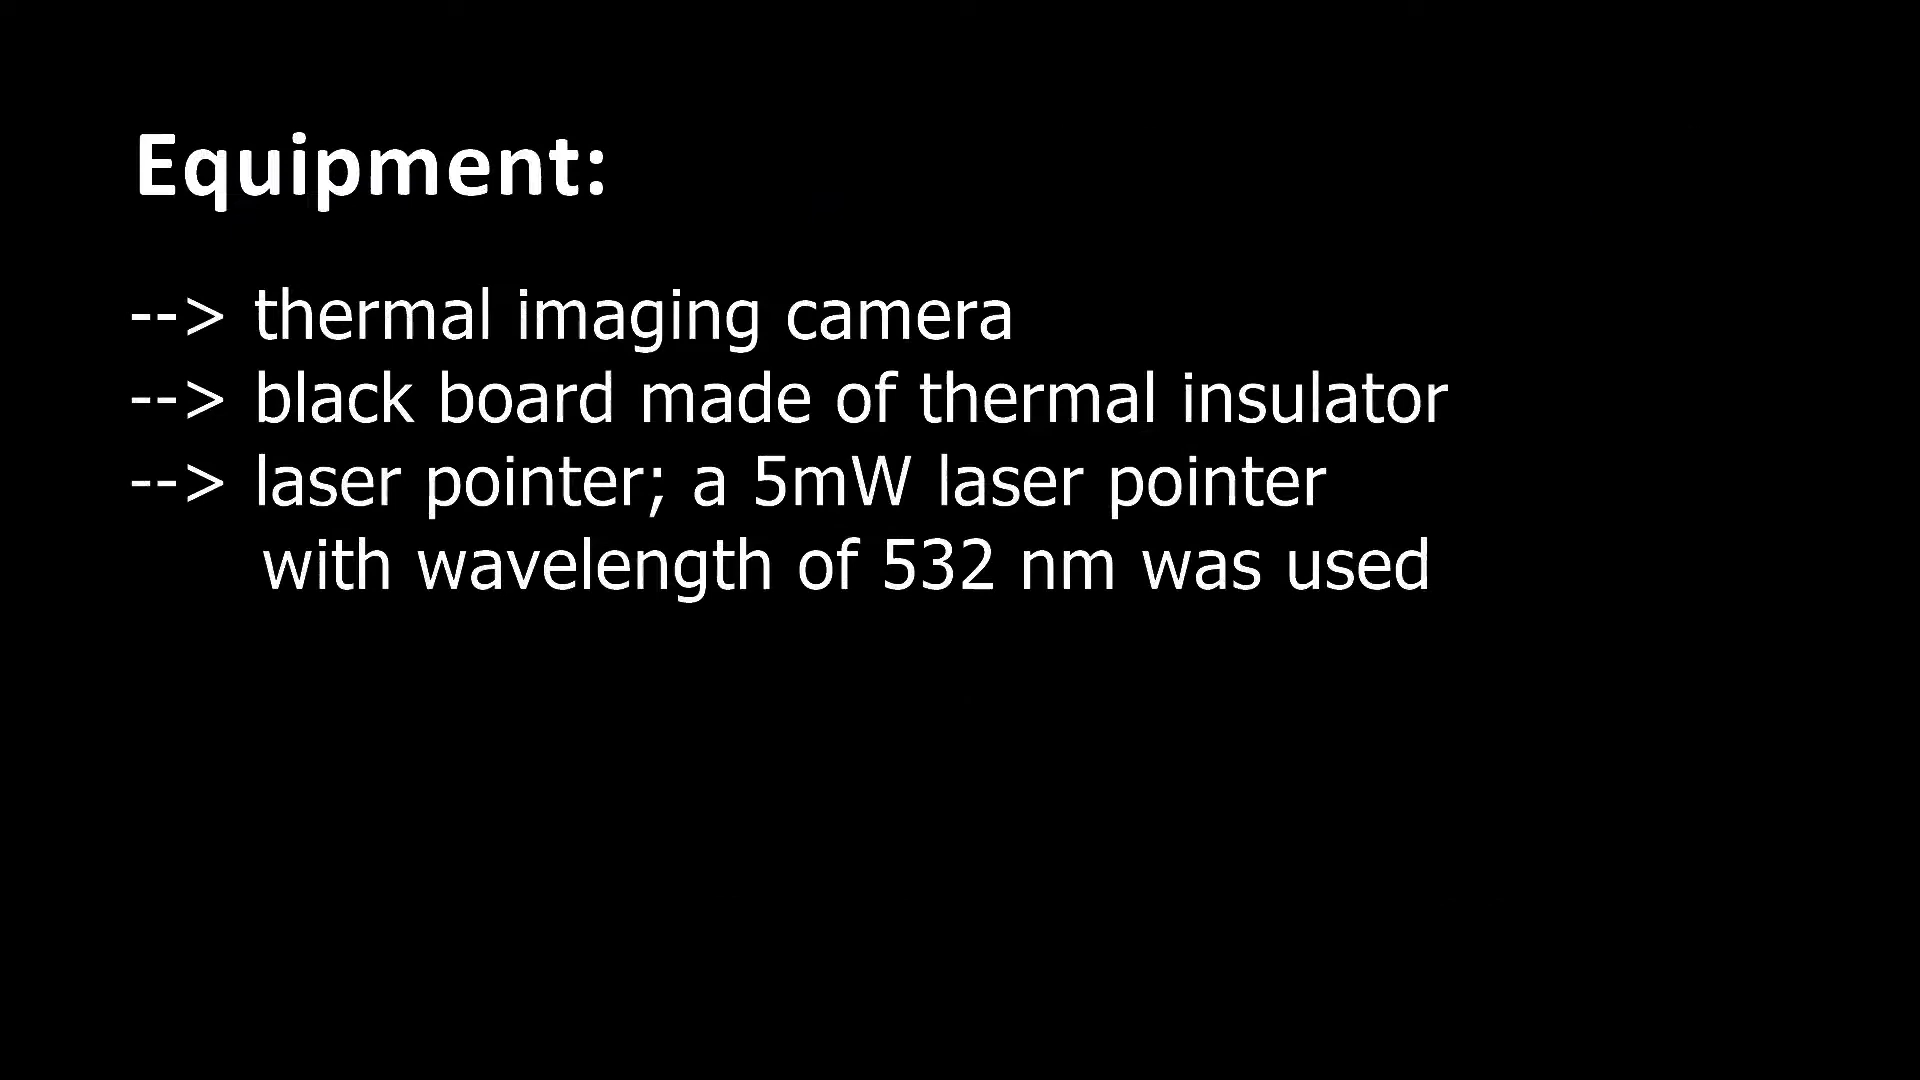 Equipment:
--> thermal imaging camera
--> black board made of thermal insulator
--> laser pointer; a 5mW laser pointer
with wavelength of 532 nm was used